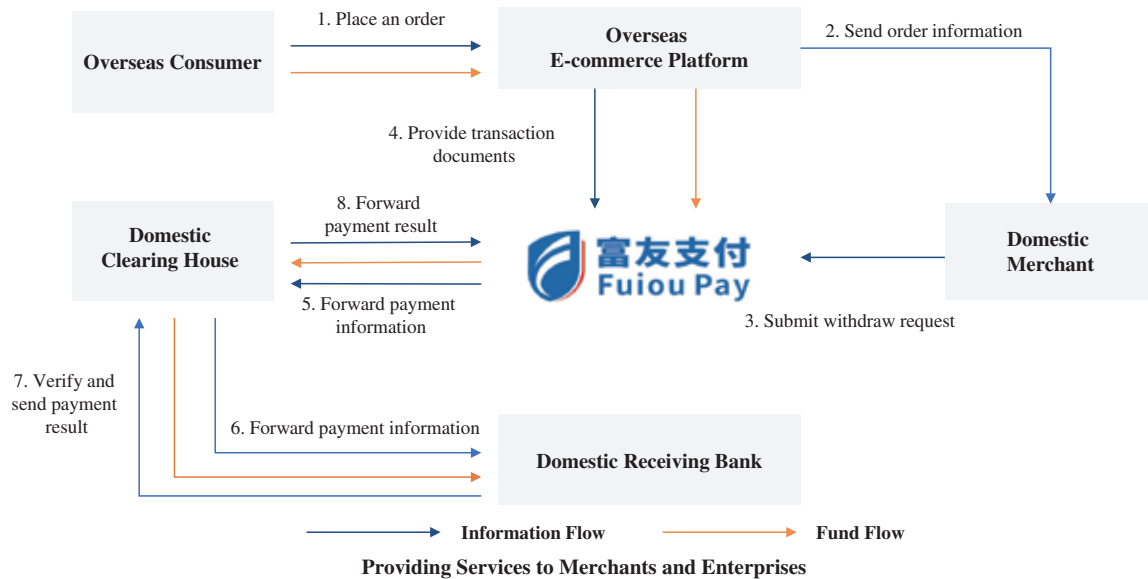 1. Place an order
Overseas Consumer
Overseas
E-commerce Platform
2. Send order information
4. Provide transaction
documents
8. Forward
payment result
Domestic
Clearing House
富友支付
Fuiou Pay
Domestic
Merchant
5. Forward payment
information
3. Submit withdraw request
7. Verify and
send payment
result
6. Forward payment information
Domestic Receiving Bank
Information Flow
Fund Flow
Providing Services to Merchants and Enterprises